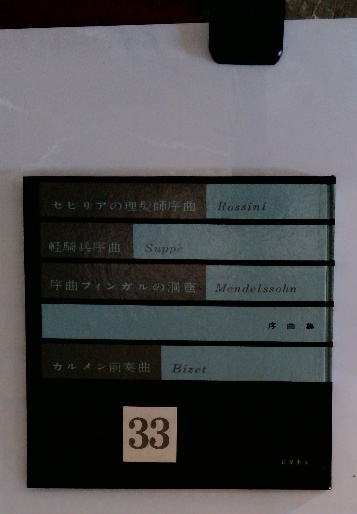 セヒリアの理髪師序曲 Rossini
軽騎兵序曲 Suppe
序曲フィンガルの洞窟 Mendelssohn
序曲集
カルメン前奏曲 Bizet
33